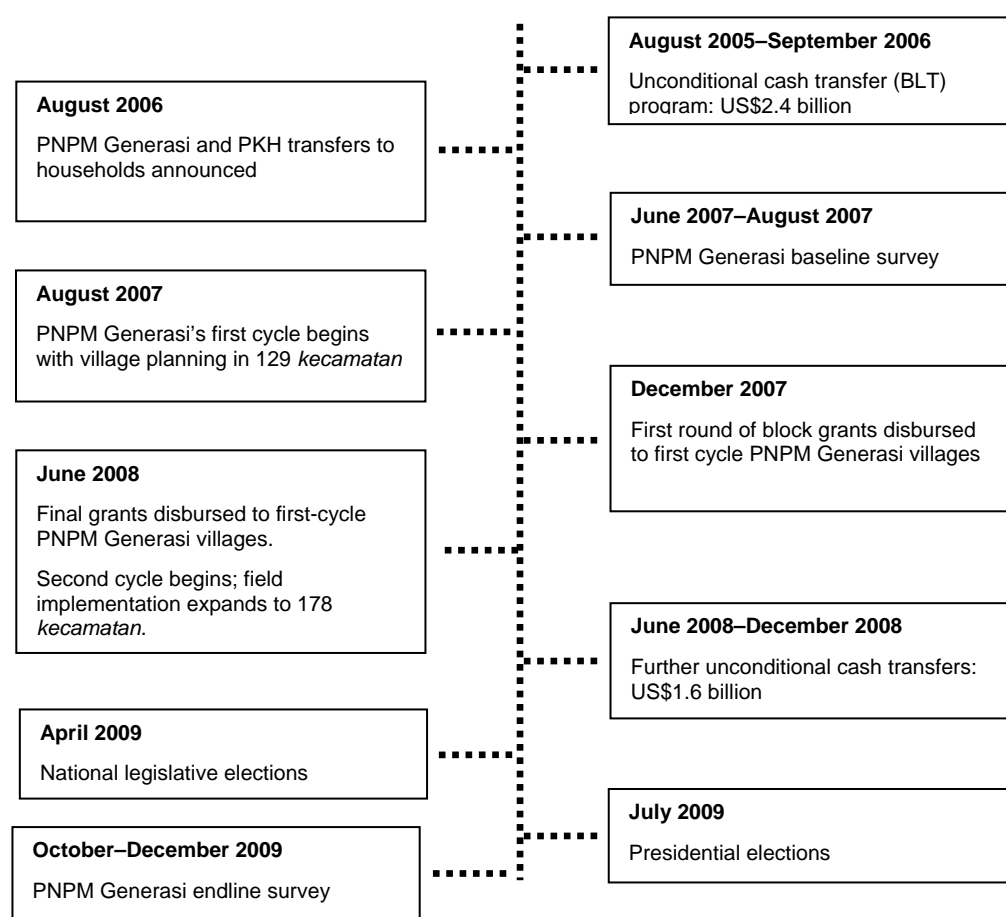 August 2005–September 2006
Unconditional cash transfer (BLT)
program: US$2.4 billion
August 2006
PNPM Generasi and PKH transfers to
households announced
June 2007–August 2007
PNPM Generasi baseline survey
August 2007
PNPM Generasi’s first cycle begins
with village planning in 129 kecamatan
December 2007
First round of block grants disbursed
to first cycle PNPM Generasi villages
June 2008
Final grants disbursed to first-cycle
PNPM Generasi villages.
Second cycle begins; field
implementation expands to 178
kecamatan.
June 2008–December 2008
Further unconditional cash transfers:
US$1.6 billion
April 2009
National legislative elections
July 2009
Presidential elections
October–December 2009
PNPM Generasi endline survey